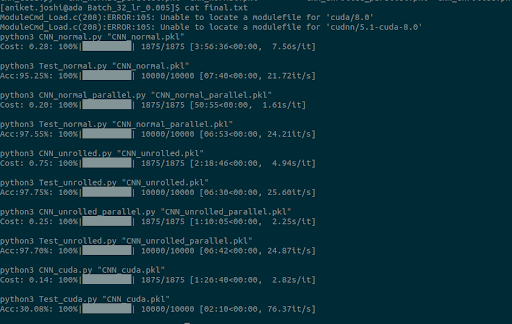 [aniket.joshi@ada Batch_32_lr_0.005]$ cat final.txt
ModuleCmd_Load.c(208):ERROR:105: Unable to locate a modulefile for 'cuda/8.0'
ModuleCmd_Load.c(208):ERROR:105: Unable to locate a modulefile for 'cudnn/5.1-cuda-8.0'
python3 CNN_normal.py "CNN_normal.pkl"
Cost: 0.28: 100%|██████████| 1875/1875 [3:56:36<00:00, 7.56s/it]
python3 Test_normal.py "CNN_normal.pkl"
Acc:95.25%: 100%|██████████| 10000/10000 [07:40<00:00, 21.72it/s]
python3 CNN_normal_parallel.py "CNN_normal_parallel.pkl"
Cost: 0.20: 100%|██████████| 1875/1875 [50:55<00:00, 1.61s/it]
python3 Test_normal.py "CNN_normal_parallel.pkl"
Acc:97.55%: 100%|██████████| 10000/10000 [06:53<00:00, 24.21it/s]
python3 CNN_unrolled.py "CNN_unrolled.pkl"
Cost: 0.75: 100%|██████████| 1875/1875 [2:18:46<00:00, 4.94s/it]
python3 Test_unrolled.py "CNN_unrolled.pkl"
Acc:97.75%: 100%|██████████| 10000/10000 [06:30<00:00, 25.60it/s]
python3 CNN_unrolled_parallel.py "CNN_unrolled_parallel.pkl"
Cost: 0.25: 100%|██████████| 1875/1875 [1:10:05<00:00, 2.25s/it]
python3 Test_unrolled.py "CNN_unrolled_parallel.pkl"
Acc:97.70%: 100%|██████████| 10000/10000 [06:42<00:00, 24.87it/s]
python3 CNN_cuda.py "CNN_cuda.pkl"
Cost: 0.14: 100%|██████████| 1875/1875 [1:26:40<00:00, 2.82s/it]
python3 Test_cuda.py "CNN_cuda.pkl"
Acc:30.08%: 100%|██████████| 10000/10000 [02:10<00:00, 76.37it/s]